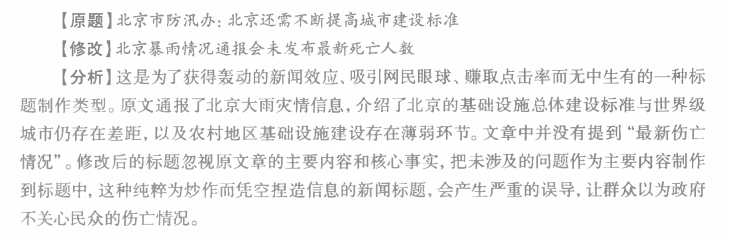 【原题】北京市防汛办：北京还需不断提高城市建设标准
【修改】北京暴雨情况通报会未发布最新死亡人数
【分析】这是为了获得轰动的新闻效应、吸引网民眼球、赚取点击率而无中生有的一种标
题制作类型。原文通报了北京大雨灾情信息，介绍了北京的基础设施总体建设标准与世界级
城市仍存在差距，以及农村地区基础设施建设存在薄弱环节。文章中并没有提到“最新伤亡
情况”。修改后的标题忽视原文章的主要内容和核心事实，把未涉及的问题作为主要内容制作
到标题中，这种纯粹为炒作而凭空捏造信息的新闻标题，会产生严重的误导，让群众以为政府
不关心民众的伤亡情况。